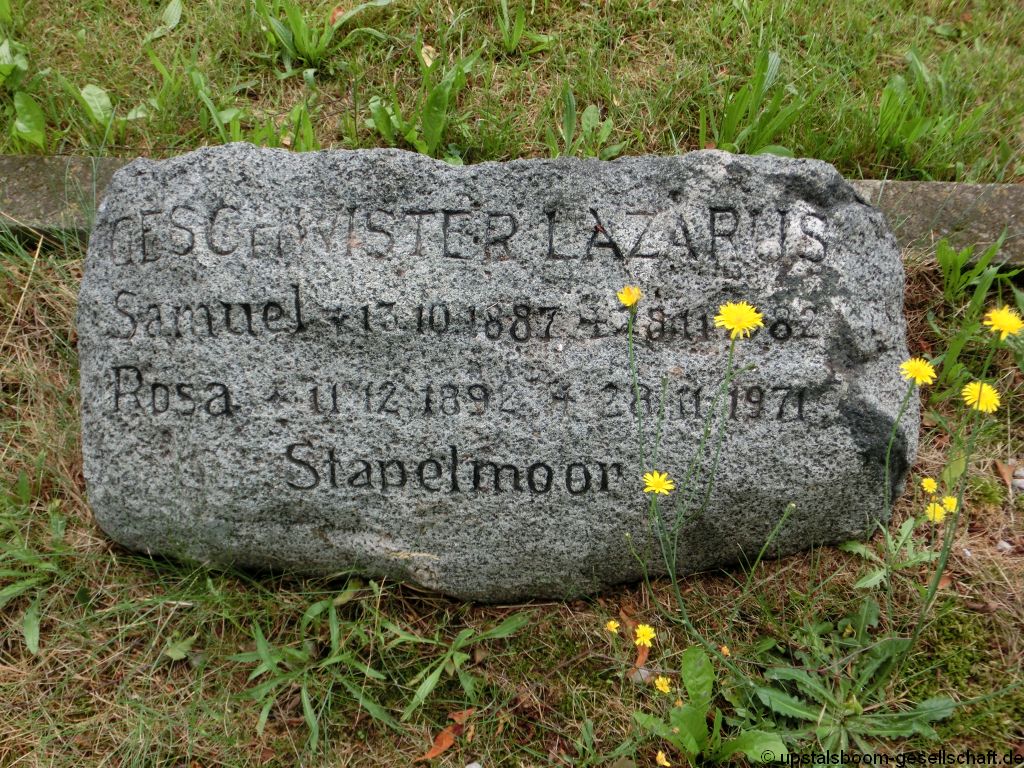 GESCHWISTER LAZARUS
Samuel * 13 10 1887 +
Rosa * 11 12 1892 + 28 11 1971
Stapelmoor
© upstalsboom-gesellschaft.de